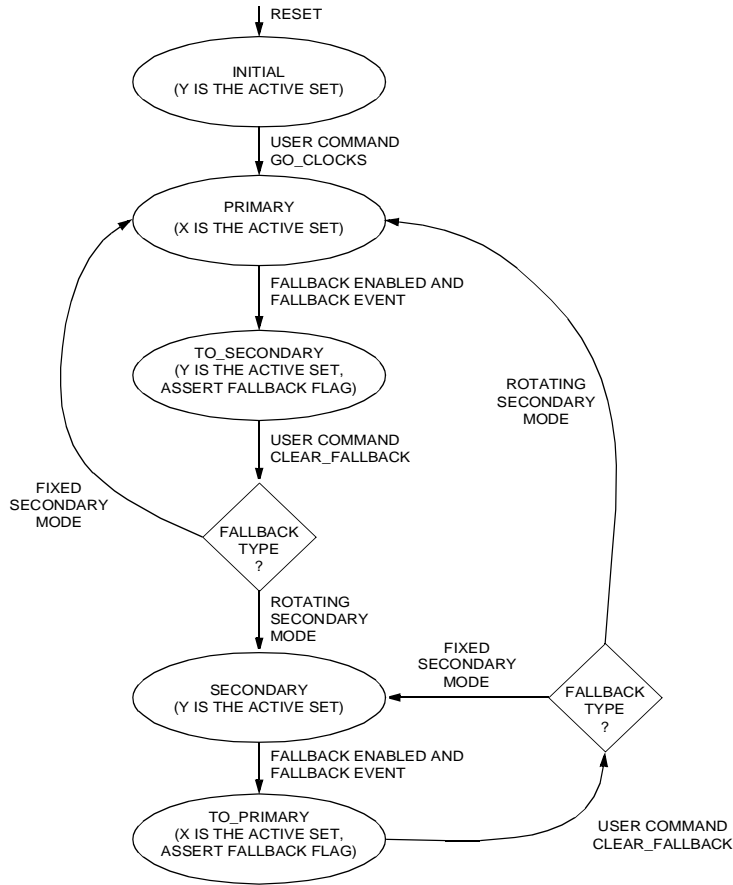 RESET
INITIAL
(Y IS THE ACTIVE SET)
USER COMMAND
GO_CLOCKS
PRIMARY
(X IS THE ACTIVE SET)
FALLBACK ENABLED AND
FALLBACK EVENT
TO_SECONDARY
(Y IS THE ACTIVE SET,
ASSERT FALLBACK FLAG)
ROTATING
SECONDARY
MODE
USER COMMAND
CLEAR_FALLBACK
FIXED
SECONDARY
MODE
FALLBACK
TYPE
?
ROTATING
SECONDARY
MODE
FIXED
SECONDARY
MODE
SECONDARY
(Y IS THE ACTIVE SET)
FALLBACK
TYPE
?
FALLBACK ENABLED AND
FALLBACK EVENT
TO_PRIMARY
(X IS THE ACTIVE SET,
ASSERT FALLBACK FLAG)
USER COMMAND
CLEAR_FALLBACK